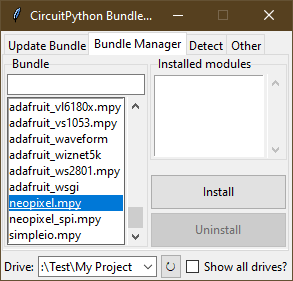 CircuitPython Bundle...
Update Bundle Bundle Manager Detect Other
Bundle
Installed modules
adafruit_vl6180x.mpy
adafruit_vs1053.mpy
adafruit_waveform
adafruit_wiznet5k
adafruit_ws2801.mpy
adafruit_wsgi
neopixel.mpy
neopixel_spi.mpy
simpleio.mpy
Install
Uninstall
Drive: :\Test\My Project Show all drives?